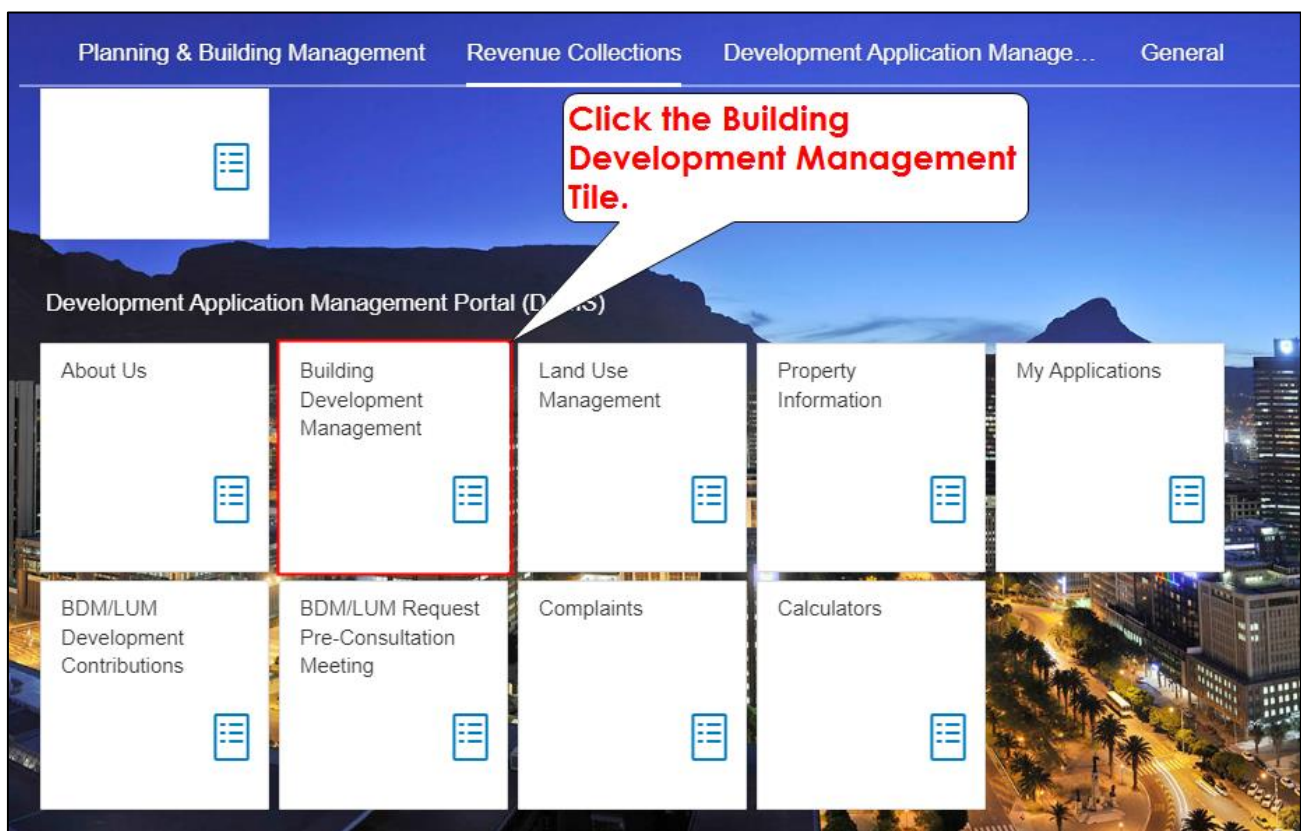 Planning & Building Management Revenue Collections Development Application Manage... General
Click the Building
Development Management
Tile.
Development Application Management Portal (D
S)
About Us
Building
Development
Management
Land Use
Management
Property
Information
My Applications
BDM/LUM
Development
Contributions
BDM/LUM Request
Pre-Consultation
Meeting
Complaints
Calculators